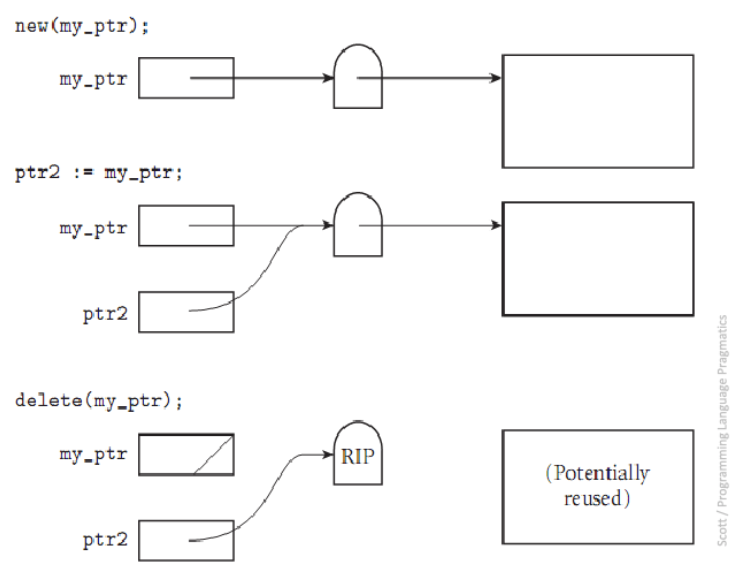 new(my_ptr);
my_ptr
ptr2 := my_ptr;
my_ptr
ptr2
delete(my_ptr);
my_ptr
RIP
(Potentially
reused)
ptr2
Scott / Programming Language Pragmatics